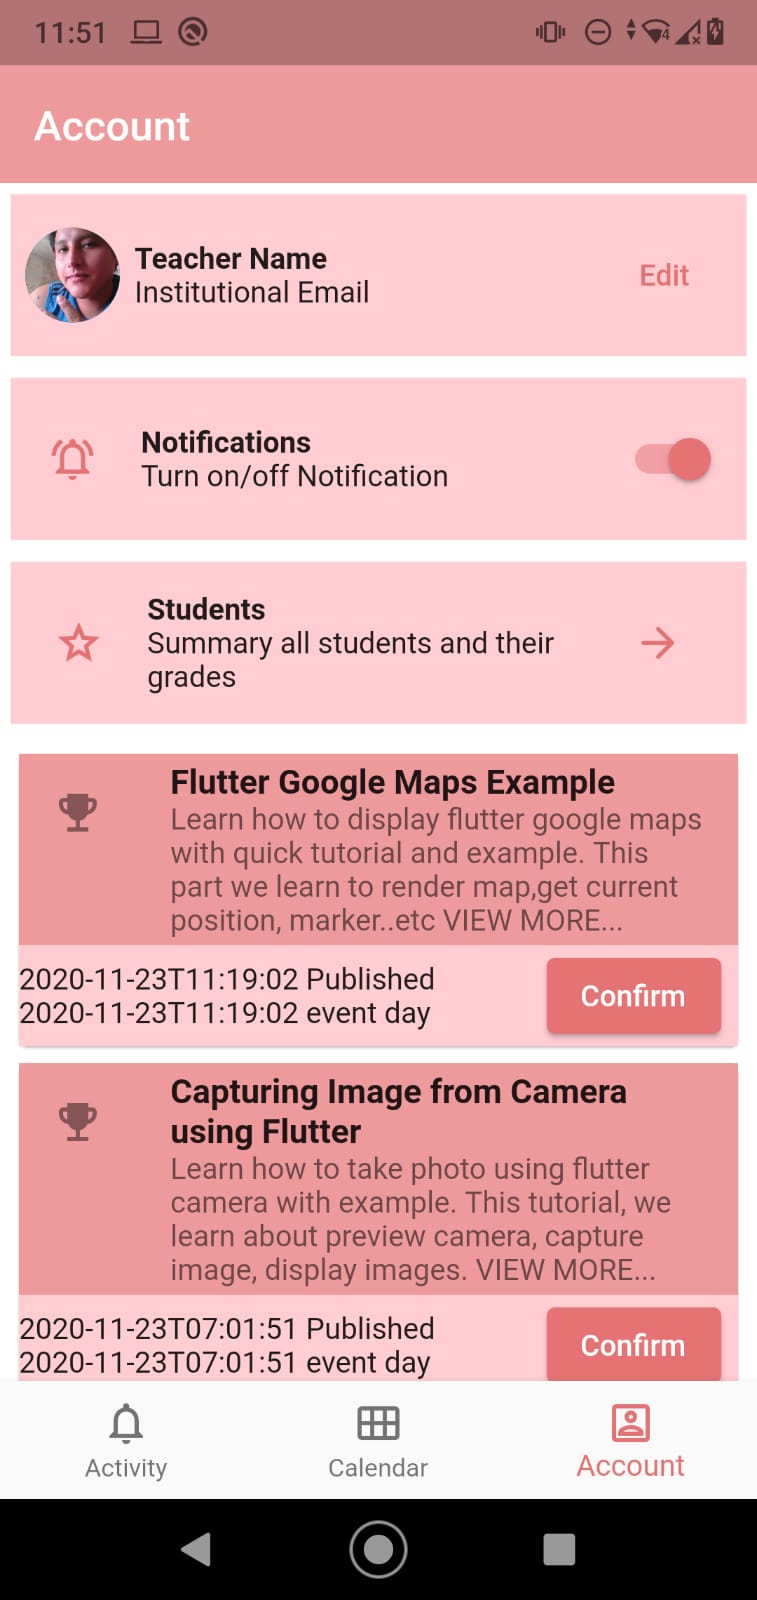 11:51
4
Account
Teacher Name
Institutional Email
Edit
Notifications
Turn on/off Notification
Students
Summary all students and their
grades
Flutter Google Maps Example
Learn how to display flutter google maps
with quick tutorial and example. This
part we learn to render map,get current
position, marker..etc VIEW MORE...
2020-11-23T11:19:02 Published
2020-11-23T11:19:02 event day
Confirm
Capturing Image from Camera
using Flutter
Learn how to take photo using flutter
camera with example. This tutorial, we
learn about preview camera, capture
image, display images. VIEW MORE...
2020-11-23T07:01:51 Published
2020-11-23T07:01:51 event day
Confirm
Activity
Calendar
Account